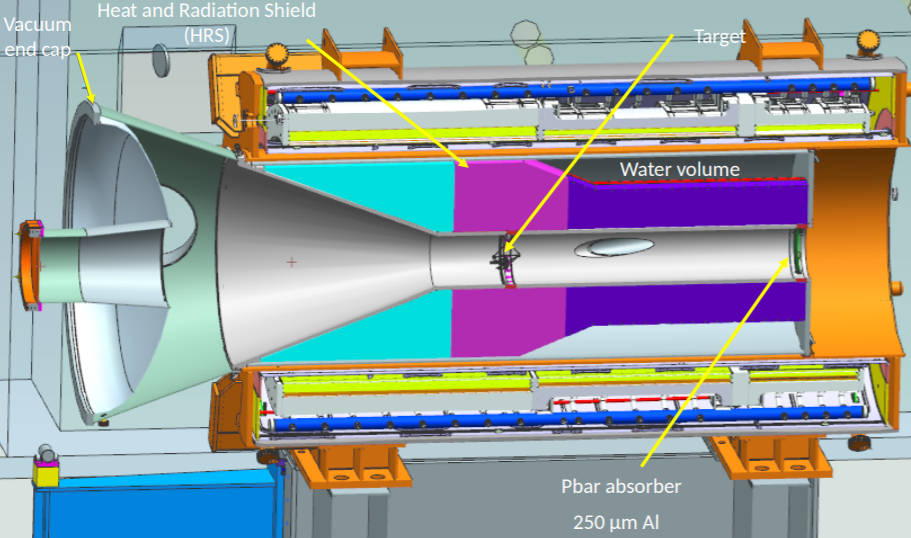 Vacuum
end cap
Heat and Radiation Shield
(HRS)
Target
Water volume
Pbar absorber
250 µm Al